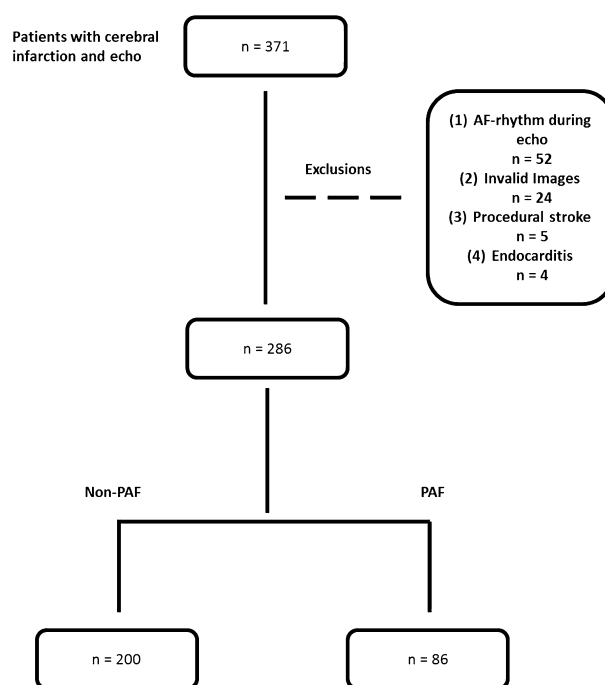 Patients with cerebral
infarction and echo
n = 371
(1) AF-rhythm during
echo
n = 52
(2) Invalid Images
n = 24
(3) Procedural stroke
n = 5
(4) Endocarditis
n = 4
Exclusions
n = 286
Non-PAF
PAF
n = 200
n = 86